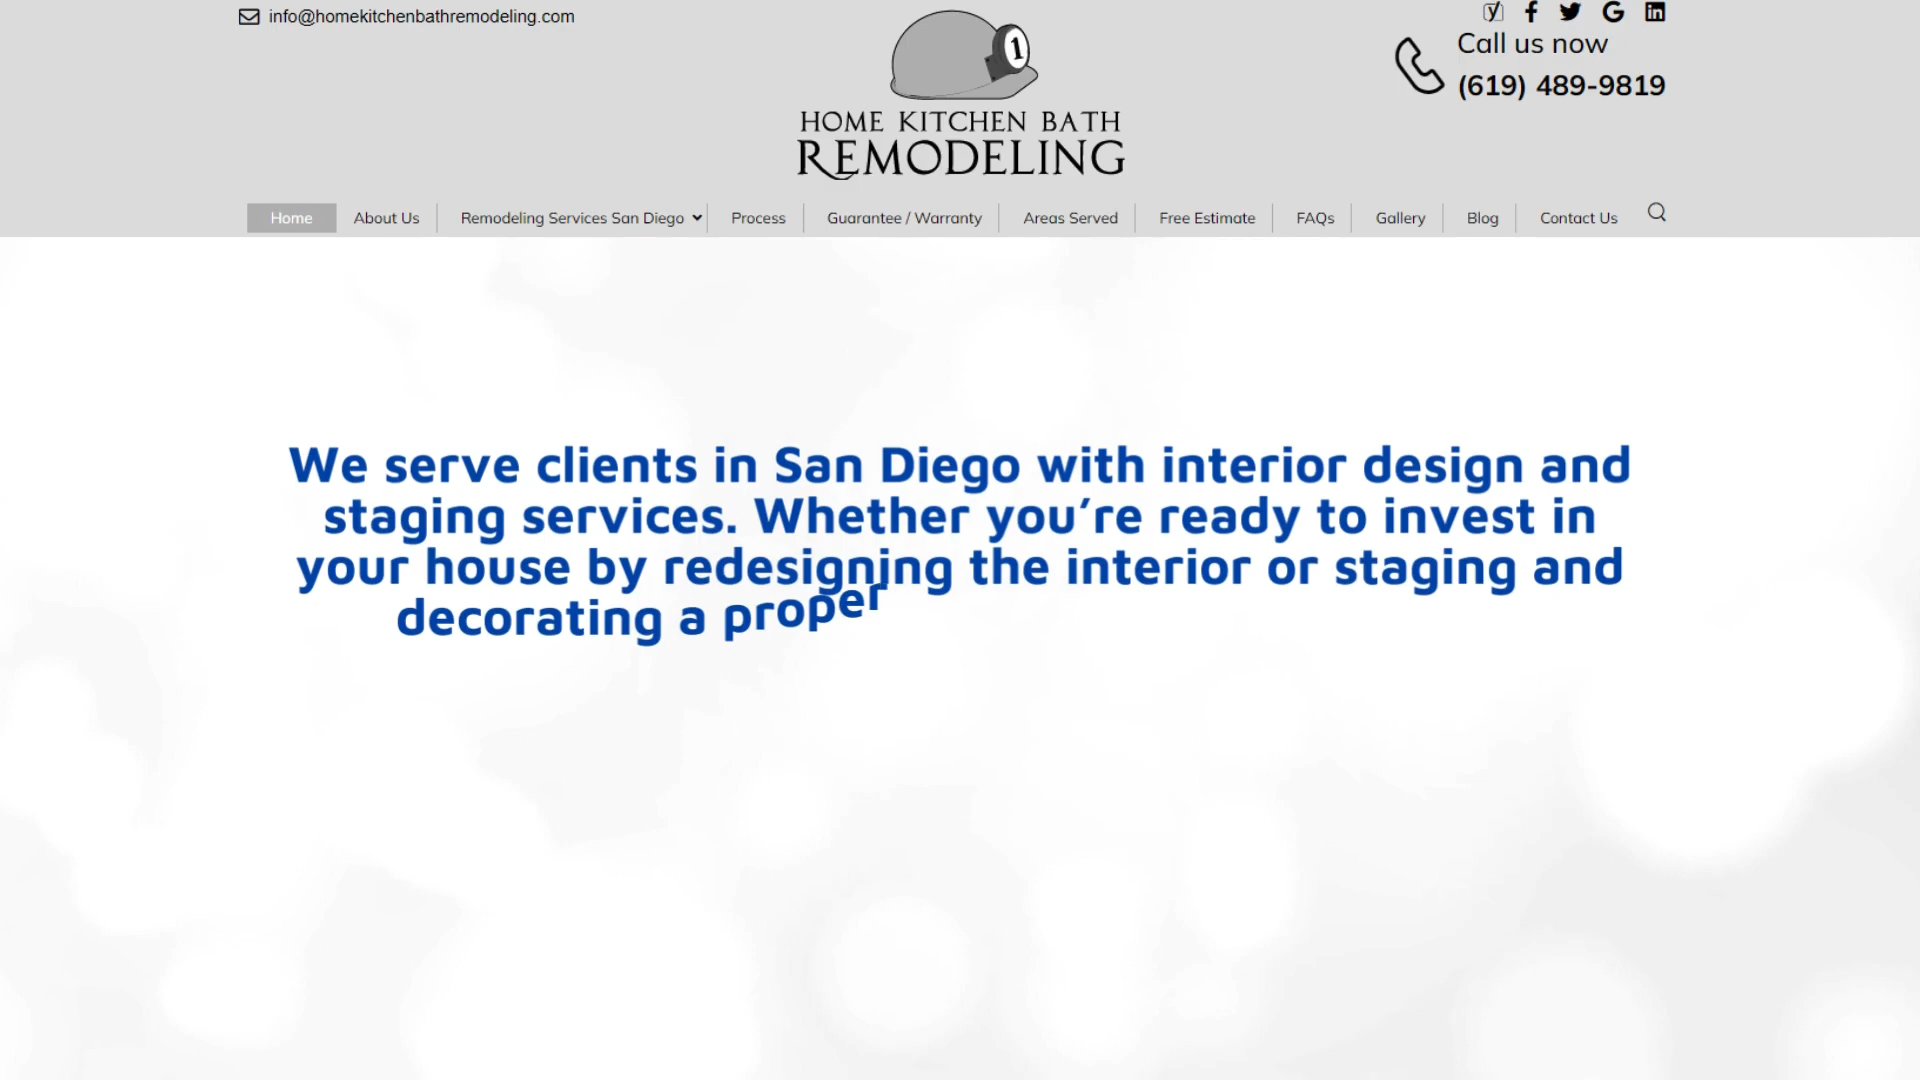 info@homekitchenbathremodeling.com
Call us now
(619) 489-9819
1
HOME KITCHEN BATH
REMODELING
Home
About Us
Remodeling Services San Diego
Process
Guarantee / Warranty
Areas Served
Free Estimate
FAQs
Gallery
Blog
Contact Us
We serve clients in San Diego with interior design and
staging services. Whether you’re ready to invest in
your house by redesigning the interior or staging and
decorating a proper